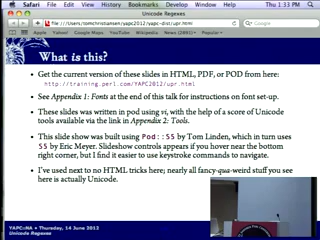 Safari File Edit View History Bookmarks Develop Window Help Thu 1:33 PM
Unicode Regexes
file:///Users/tomchristiansen/yapc2012/yapc-dist/upr.html
Apple Yahoo! Google Maps YouTube Wikipedia News Popular
What is this?
• Get the current version of these slides in HTML, PDF, or POD from here:
http://training.perl.com/YAPC2012/upr.html
• See Appendix 1: Fonts at the end of this talk for instructions on font set-up.
• These slides was written in pod using vi, with the help of a score of Unicode
tools available via the link in Appendix 2: Tools.
• This slide show was built using Pod::S5 by Tom Linden, which in turn uses
S5 by Eric Meyer. Slideshow controls appears if you hover near the bottom
right corner, but I find it easier to use keystroke commands to navigate.
• I've used next to no HTML tricks here; nearly all fancy-qua-weird stuff you see
here is actually Unicode.
YAPC::NA • Thursday, 14 June 2012
Unicode Regexes